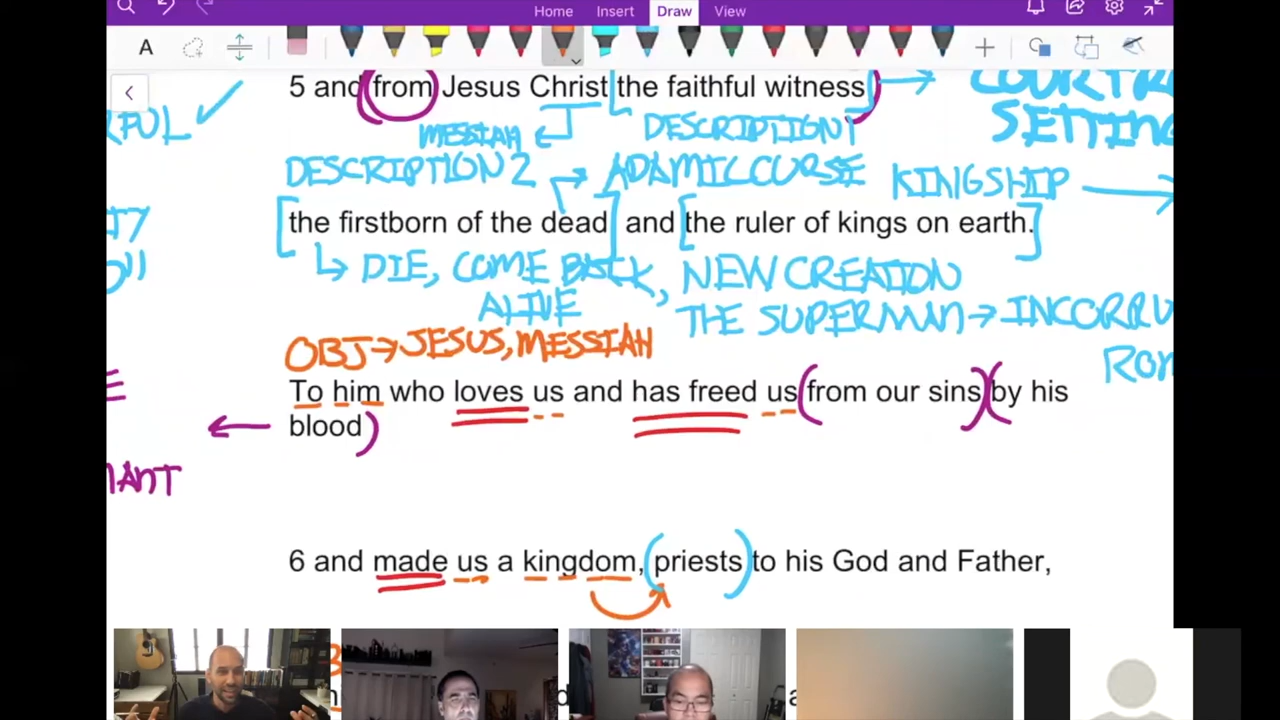 Home Insert Draw View
A
5 and from Jesus Christ the faithful witness
SETTING
MESSIAH DESCRIPTION 1
DESCRIPTION 2 → ADAMIC CURSE KINGSHIP
the firstborn of the dead and the ruler of kings on earth.
DIE, COME BACK, NEW CREATION
ALIVE THE SUPERMAN → INCORRU
OBJ → JESUS, MESSIAH
To him who loves us and has freed us from our sins by his
blood
6 and made us a kingdom, priests to his God and Father,